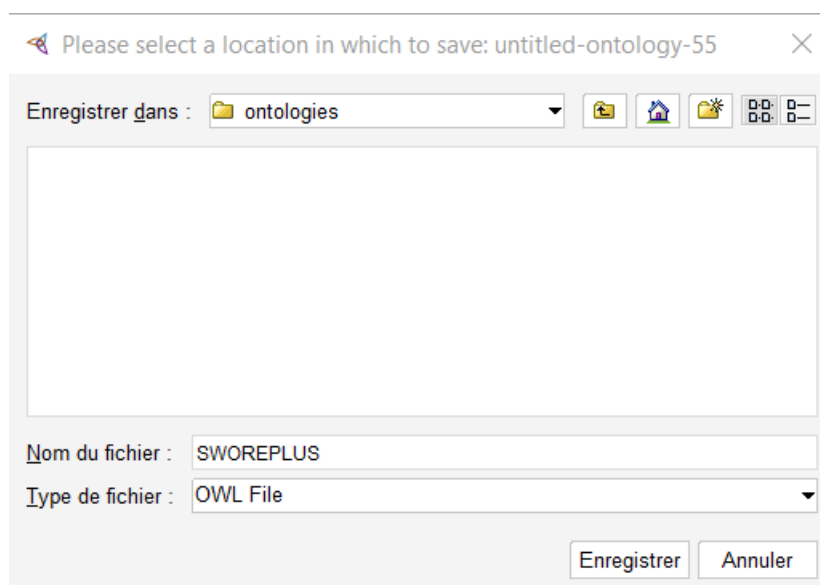 Please select a location in which to save: untitled-ontology-55
Enregistrer dans : ontologies
Nom du fichier : SWOREPLUS
Type de fichier : OWL File
Enregistrer Annuler